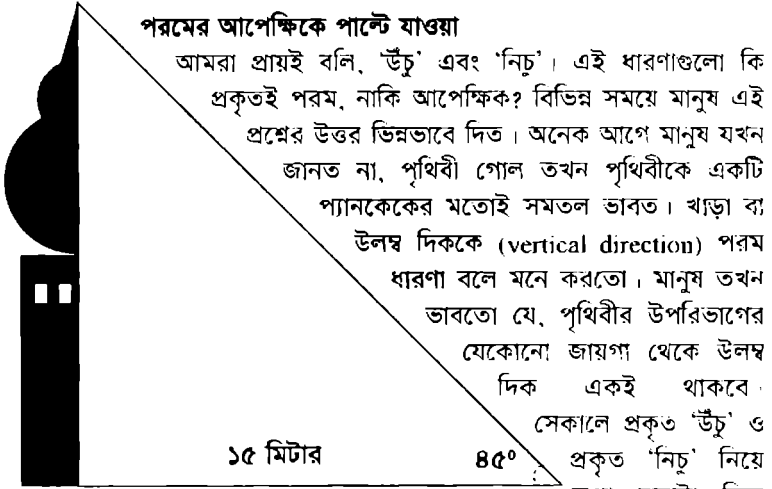 পরমের আপেক্ষিকে পাল্টে যাওয়া
আমরা প্রায়ই বলি, ‘উঁচু’ এবং ‘নিচু’। এই ধারণাগুলো কি
প্রকৃতই পরম, নাকি আপেক্ষিক? বিভিন্ন সময়ে মানুষ এই
প্রশ্নের উত্তর ভিন্নভাবে দিত। অনেক আগে মানুষ যখন
জানত না, পৃথিবী গোল তখন পৃথিবীকে একটি
প্যানকেকের মতোই সমতল ভাবত। খাড়া বা
উলম্ব দিককে (vertical direction) পরম
ধারণা বলে মনে করতো। মানুষ তখন
ভাবতো যে, পৃথিবীর উপরিভাগের
যেকোনো জায়গা থেকে উলম্ব
দিক একই থাকবে।
সেকালে প্রকৃত ‘উঁচু’ ও
প্রকৃত ‘নিচু’ নিয়ে
১৫ মিটার
৪৫°